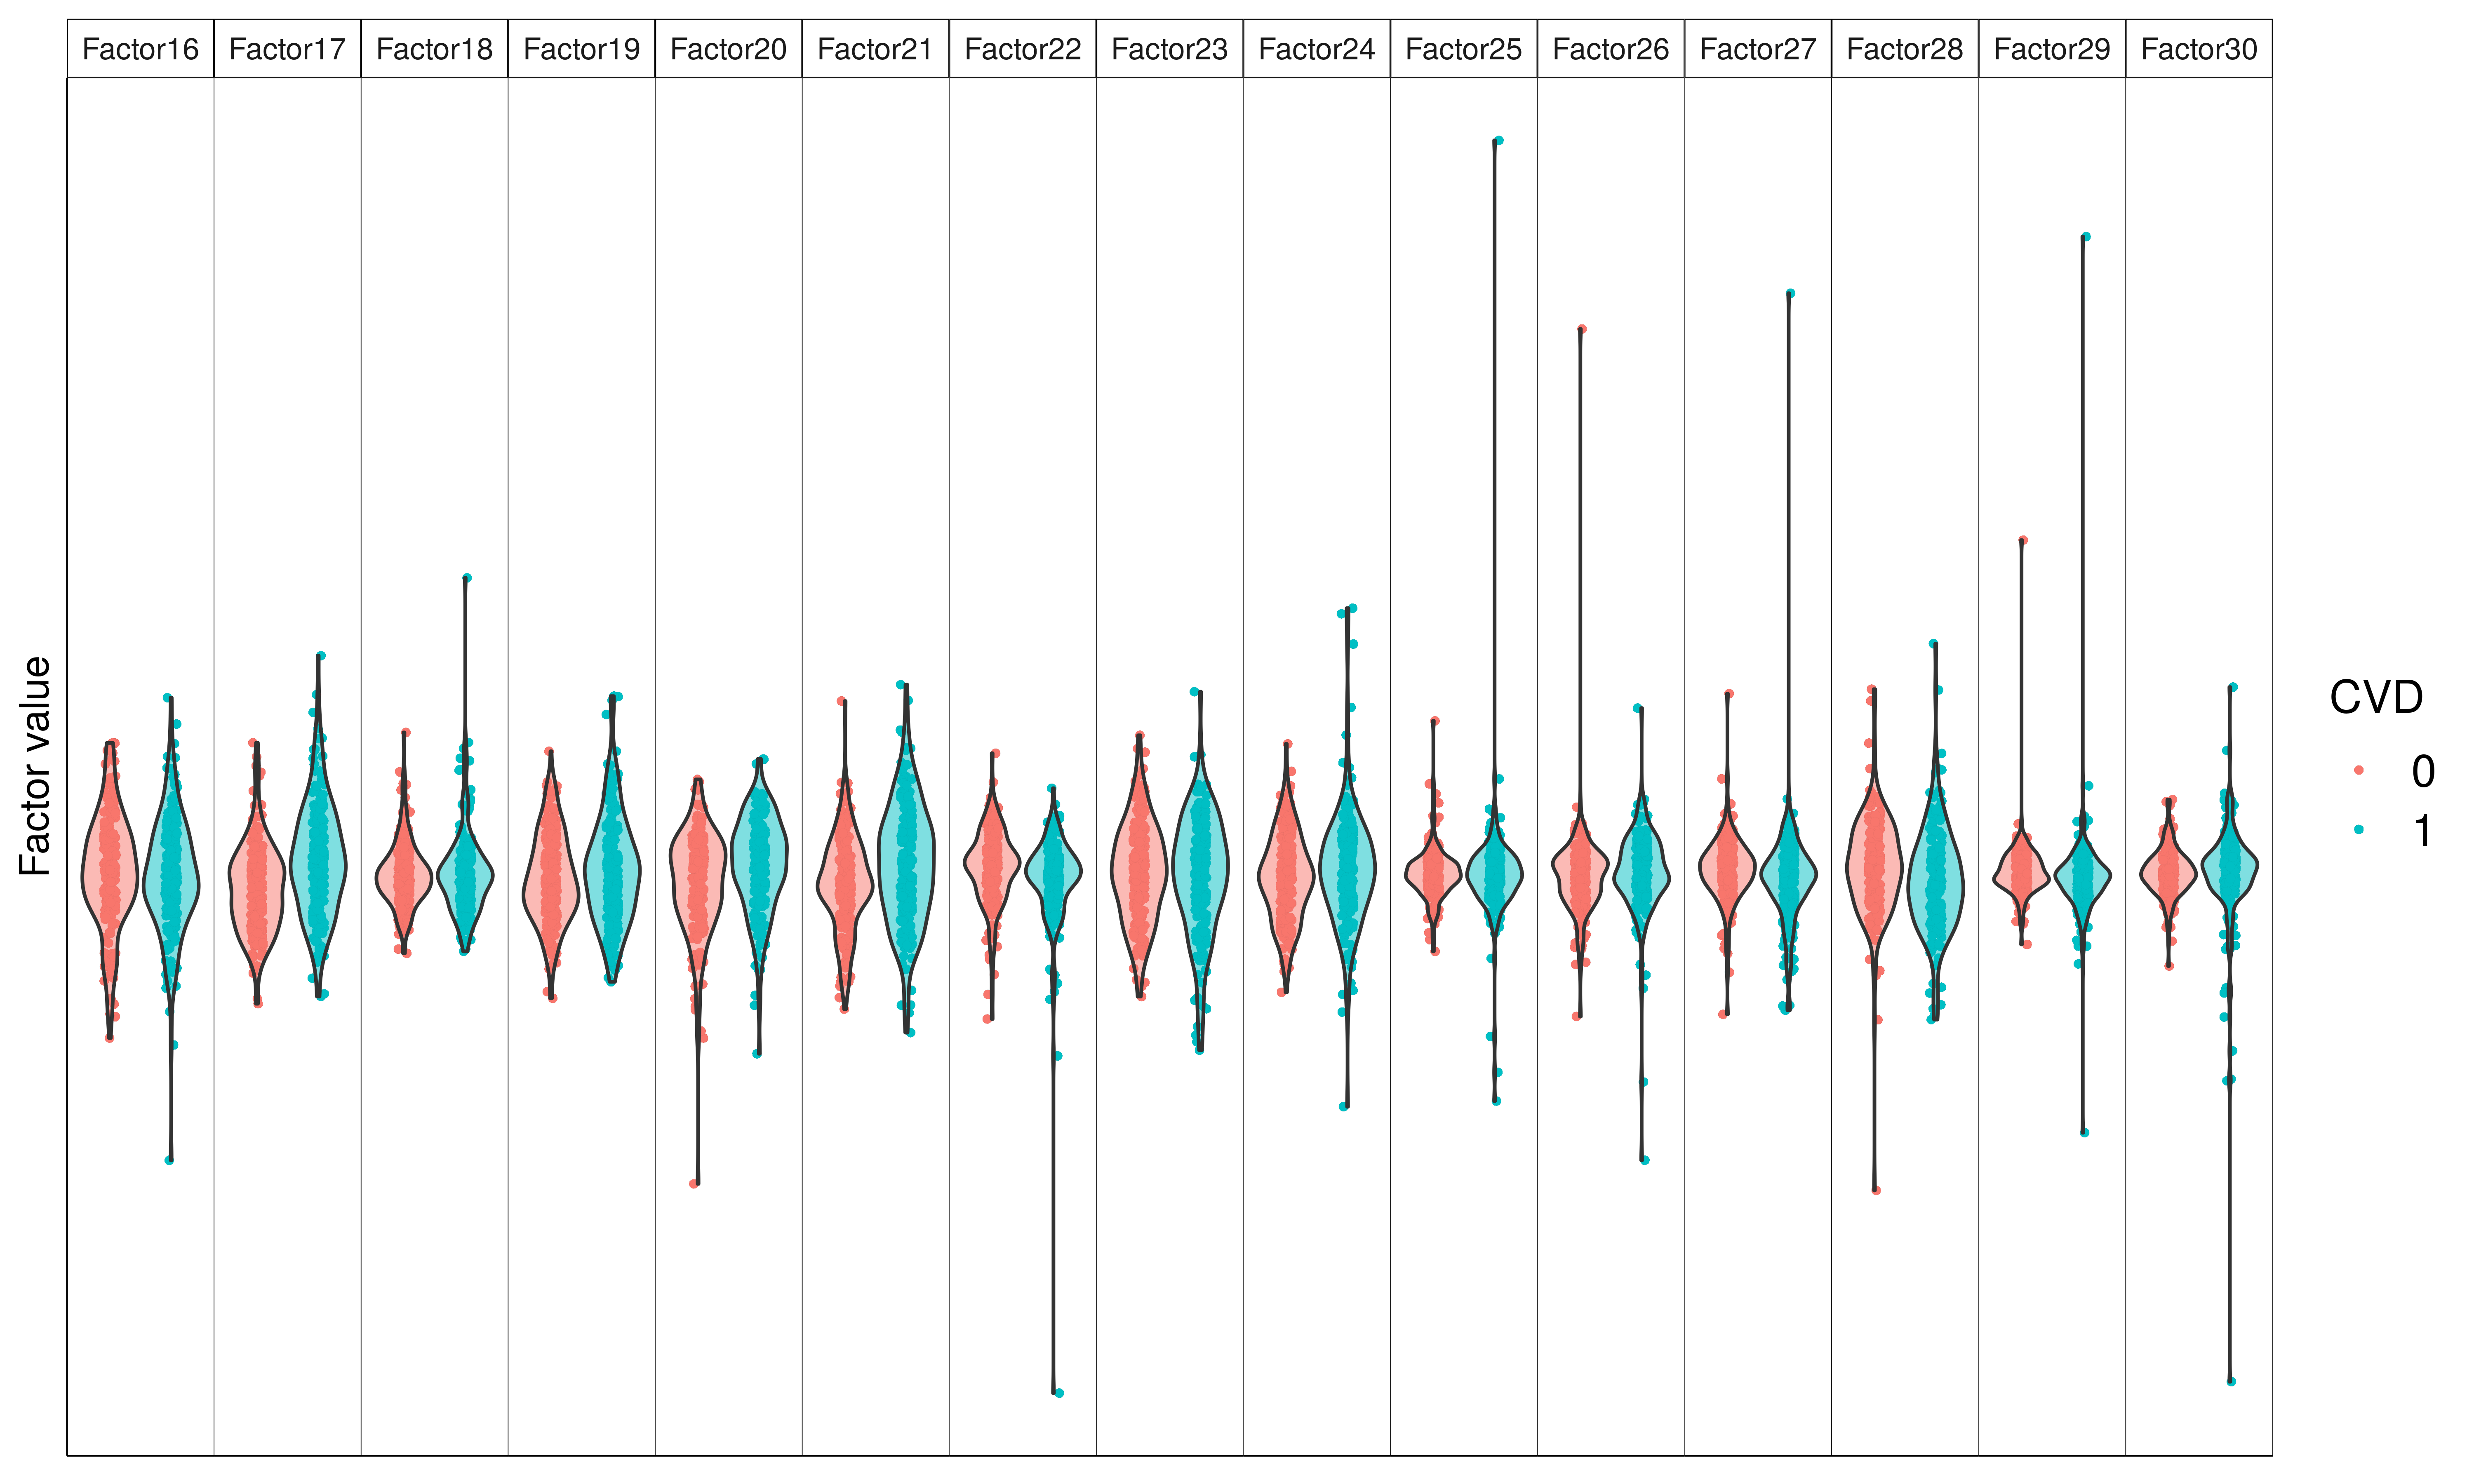 Factor16 Factor17 Factor18 Factor19 Factor20 Factor21 Factor22 Factor23 Factor24 Factor25 Factor26 Factor27 Factor28 Factor29 Factor30
Factor value
CVD
0
1